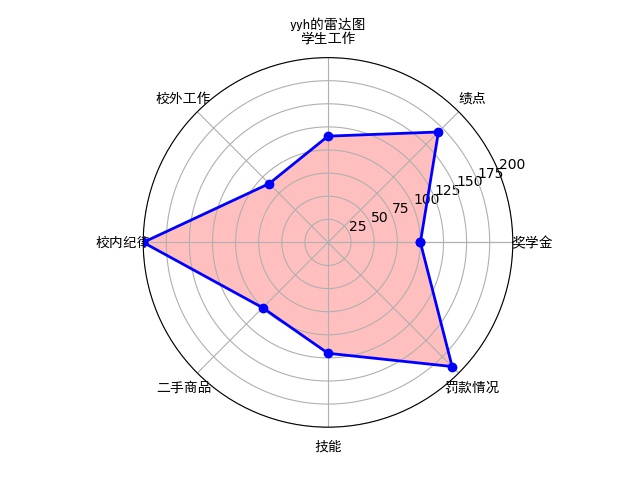 yyh的雷达图
学生工作
校外工作
绩点
200
175
150
125
100
75
50
25
校内纪律
奖学金
二手商品
罚款情况
技能